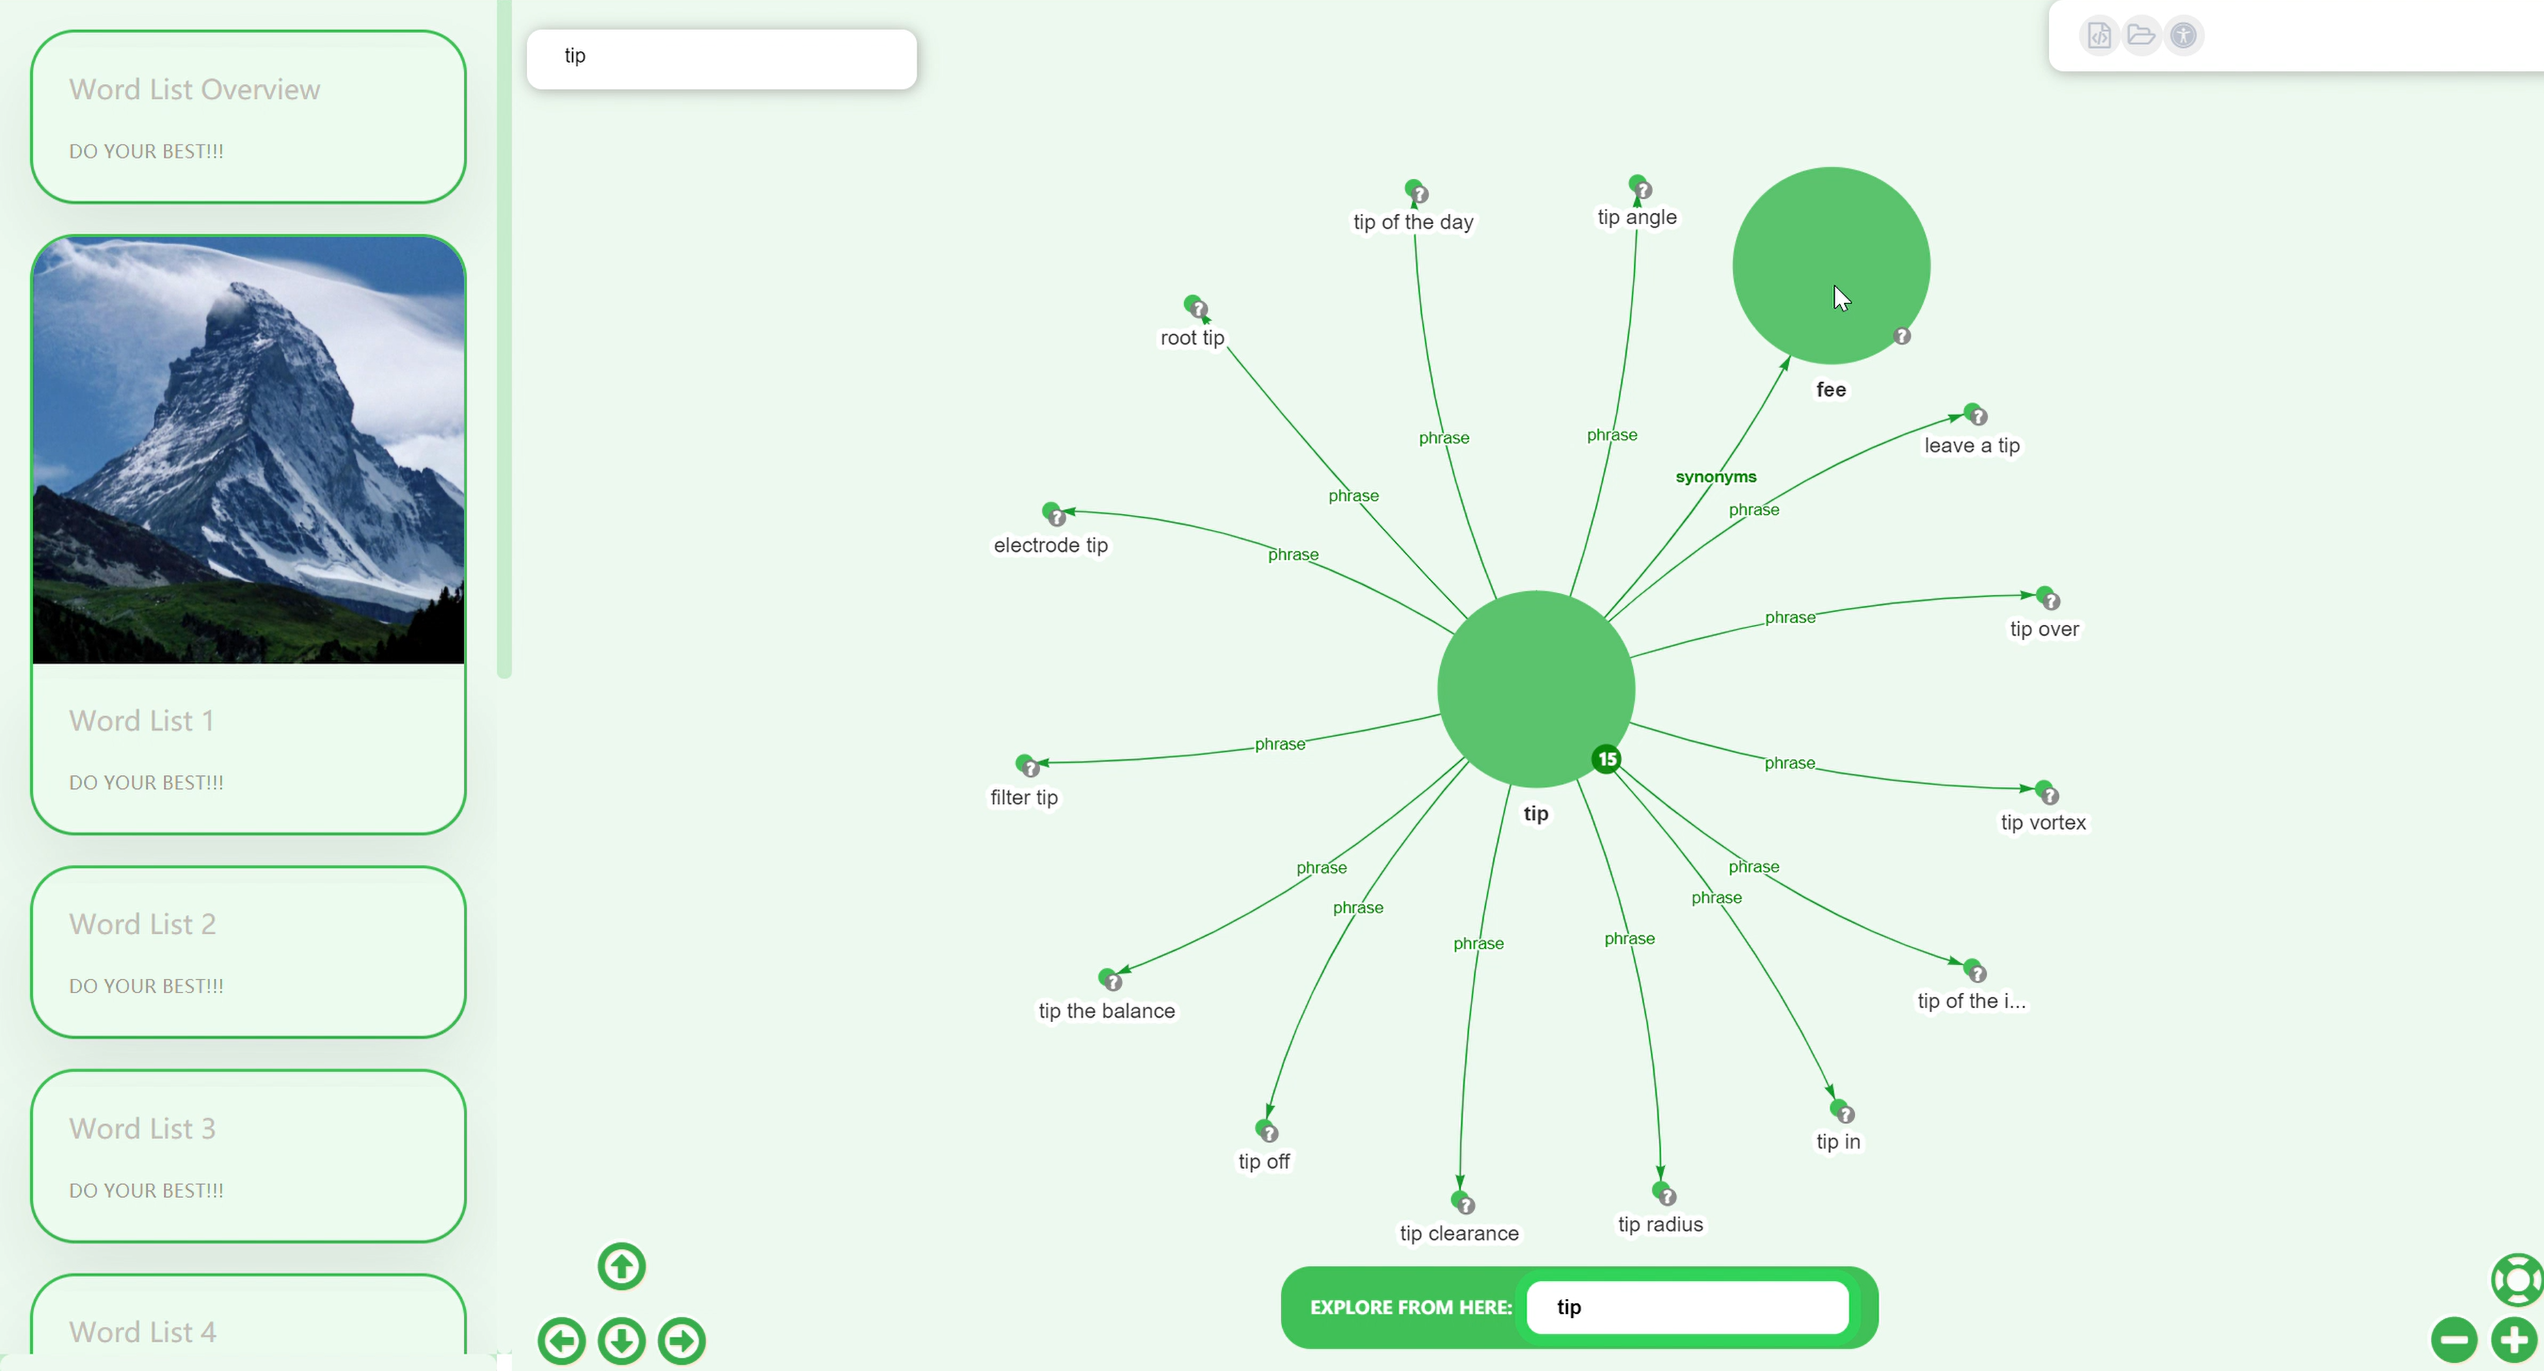 Word List Overview
DO YOUR BEST!!!
Word List 1
DO YOUR BEST!!!
Word List 2
DO YOUR BEST!!!
Word List 3
DO YOUR BEST!!!
Word List 4
tip
tip of the day
tip angle
root tip
fee
leave a tip
phrase
phrase
synonyms
phrase
phrase
electrode tip
phrase
phrase
tip over
phrase
filter tip
phrase
15
tip
tip vortex
phrase
phrase
phrase
phrase
phrase
phrase
tip the balance
tip of the i...
tip off
tip in
tip clearance
tip radius
EXPLORE FROM HERE: tip